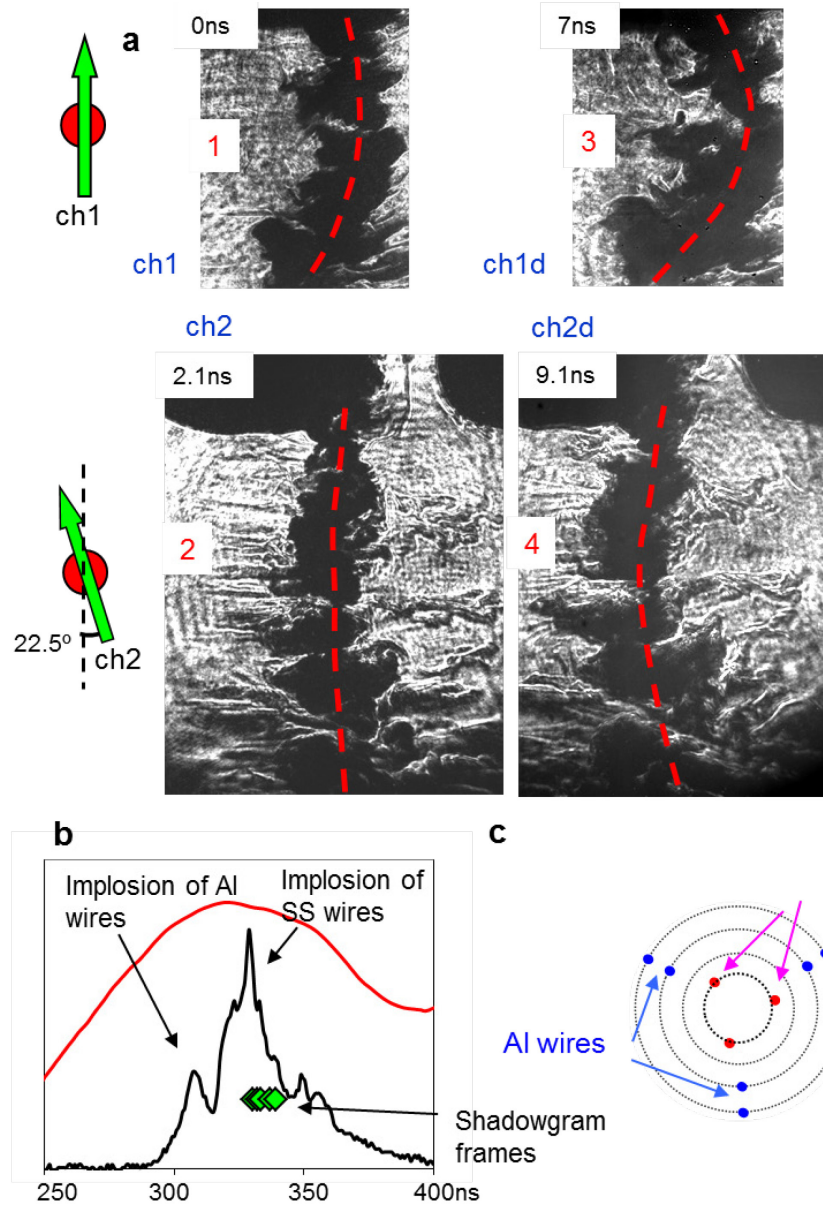 a
0ns
7ns
1
3
ch1
ch1
ch1d
ch2
ch2d
2.1ns
9.1ns
2
4
22.5º
ch2
b
c
Implosion of Al
wires
Implosion of
SS wires
Al wires
Shadowgram
frames
250
300
350
400ns